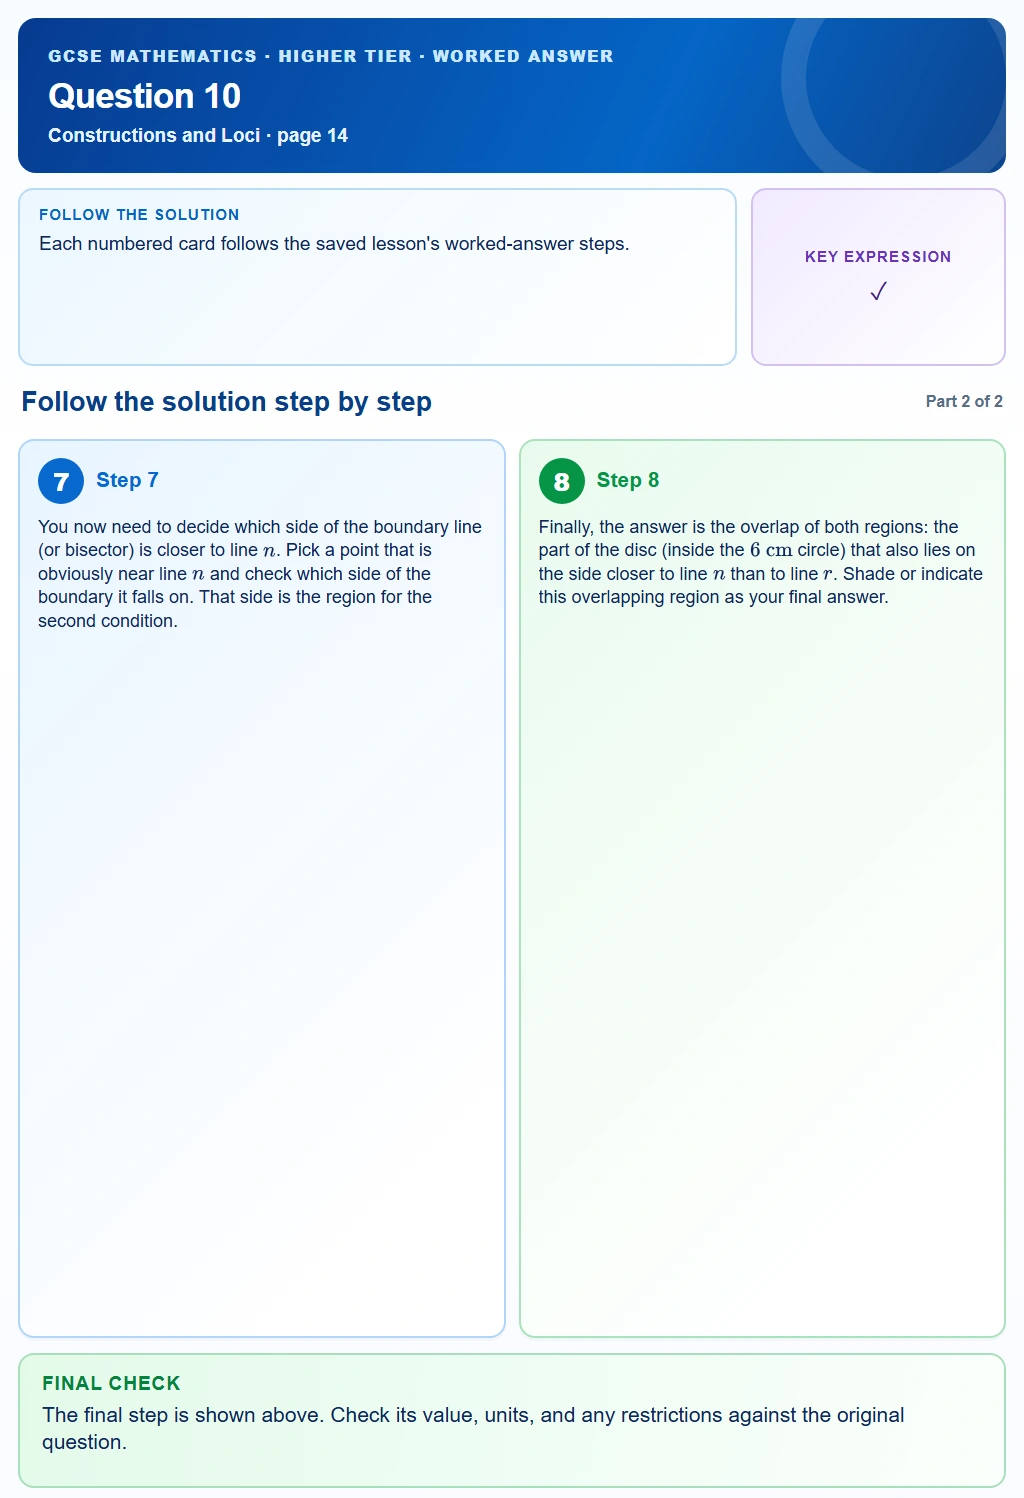 GCSE MATHEMATICS · HIGHER TIER · WORKED ANSWER
Question 10
Constructions and Loci · page 14
FOLLOW THE SOLUTION
Each numbered card follows the saved lesson's worked-answer steps.
KEY EXPRESSION
✓
Follow the solution step by step
Part 2 of 2
7 Step 7
You now need to decide which side of the boundary line
(or bisector) is closer to line n. Pick a point that is
obviously near line n and check which side of the
boundary it falls on. That side is the region for the
second condition.
8 Step 8
Finally, the answer is the overlap of both regions: the
part of the disc (inside the 6 cm circle) that also lies on
the side closer to line n than to line r. Shade or indicate
this overlapping region as your final answer.
FINAL CHECK
The final step is shown above. Check its value, units, and any restrictions against the original
question.